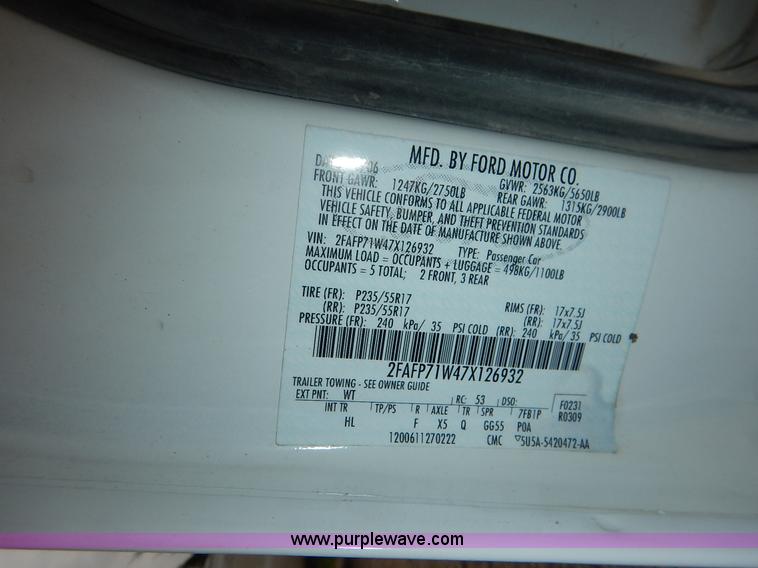 MFD. BY FORD MOTOR CO.
06 GVWR: 2563KG/5650LB
FRONT GAWR: 1247KG/2750LB REAR GAWR: 1315KG/2900LB
THIS VEHICLE CONFORMS TO ALL APPLICABLE FEDERAL MOTOR
VEHICLE SAFETY, BUMPER, AND THEFT PREVENTION STANDARDS
IN EFFECT ON THE DATE OF MANUFACTURE SHOWN ABOVE.
VIN: 2FAFP71W47X126932 TYPE: Passenger Car
MAXIMUM LOAD = OCCUPANTS + LUGGAGE = 498KG/1100LB
OCCUPANTS = 5 TOTAL; 2 FRONT, 3 REAR
TIRE (FR): P235/55R17 RIMS (FR): 17x7.5J
(RR): P235/55R17 (RR): 17x7.5J
PRESSURE (FR): 240 kPa/ 35 PSI COLD (RR): 240 kPa/ 35 PSI COLD
2FAFP71W47X126932
TRAILER TOWING - SEE OWNER GUIDE
EXT PNT: WT RC: 53 DSO: F0231
INT TR TP/PS R AXLE TR SPR 7FB1P R0309
HL F X5 Q GG55 POA
1200611270222 CMC 5U5A-5420472-AA
www.purplewave.com